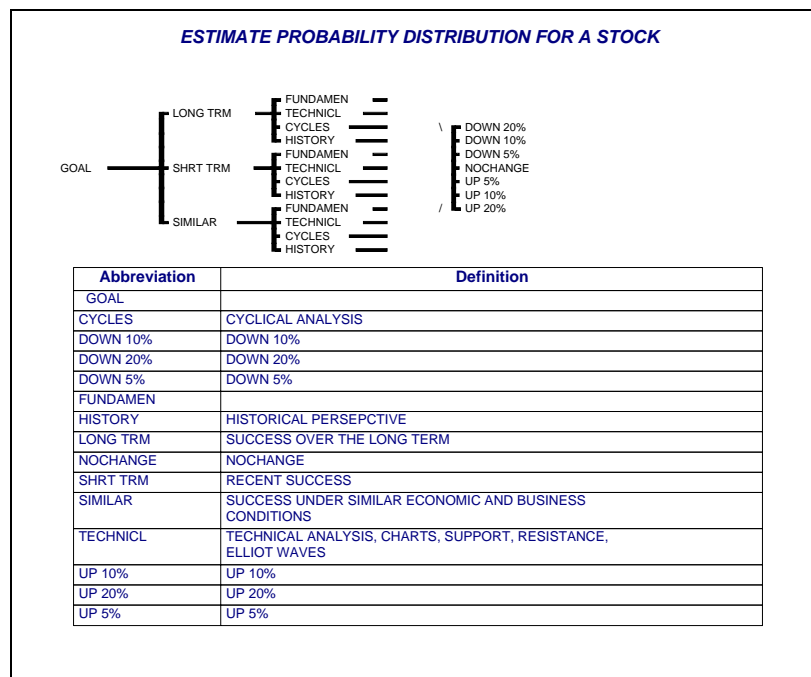 ESTIMATE PROBABILITY DISTRIBUTION FOR A STOCK
GOAL
LONG TRM
FUNDAMEN
TECHNICL
CYCLES
HISTORY
SHRT TRM
FUNDAMEN
TECHNICL
CYCLES
HISTORY
SIMILAR
FUNDAMEN
TECHNICL
CYCLES
HISTORY
\ DOWN 20%
DOWN 10%
DOWN 5%
NOCHANGE
UP 5%
UP 10%
/ UP 20%
Abbreviation Definition
GOAL
CYCLES CYCLICAL ANALYSIS
DOWN 10% DOWN 10%
DOWN 20% DOWN 20%
DOWN 5% DOWN 5%
FUNDAMEN
HISTORY HISTORICAL PERSEPCTIVE
LONG TRM SUCCESS OVER THE LONG TERM
NOCHANGE NOCHANGE
SHRT TRM RECENT SUCCESS
SIMILAR SUCCESS UNDER SIMILAR ECONOMIC AND BUSINESS
CONDITIONS
TECHNICL TECHNICAL ANALYSIS, CHARTS, SUPPORT, RESISTANCE,
ELLIOT WAVES
UP 10% UP 10%
UP 20% UP 20%
UP 5% UP 5%